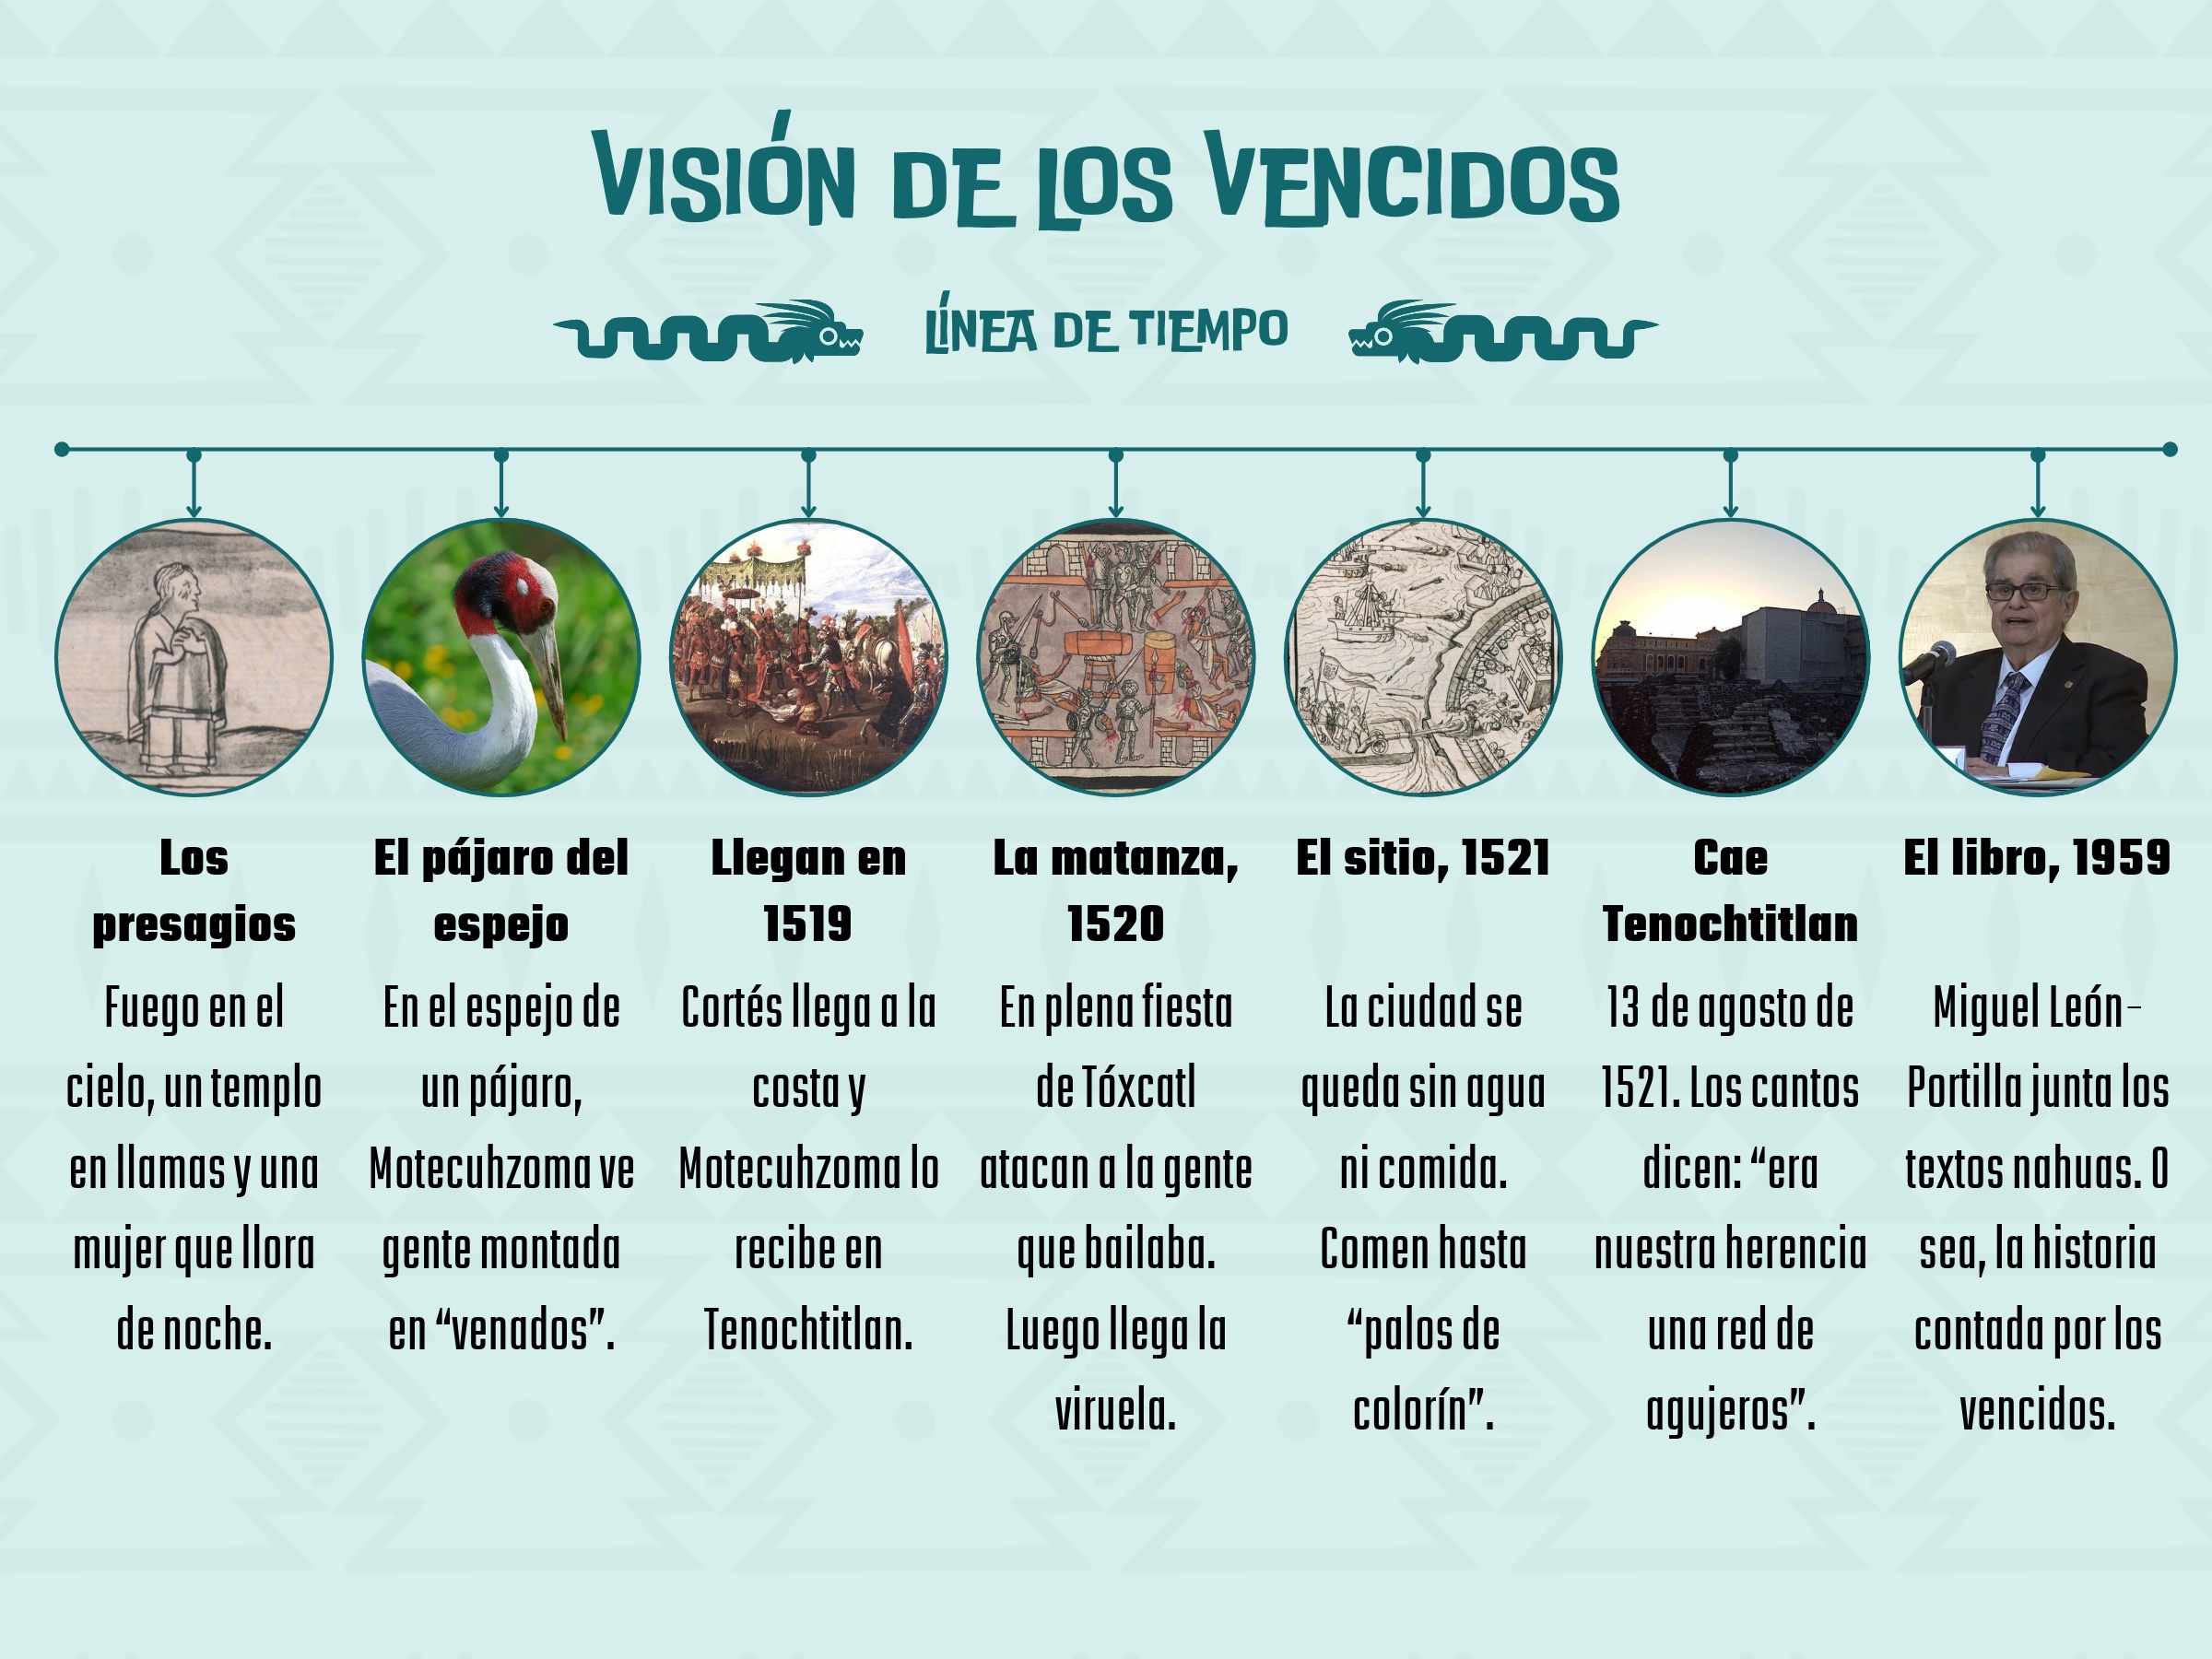 VISIÓN DE LOS VENCIDOS
LÍNEA DE TIEMPO
Los
presagios
Fuego en el
cielo, un templo
en llamas y una
mujer que llora
de noche.
El pájaro del
espejo
En el espejo de
un pájaro,
Motecuhzoma ve
gente montada
en “venados”.
Llegan en
1519
Cortés llega a la
costa y
Motecuhzoma lo
recibe en
Tenochtitlan.
La matanza,
1520
En plena fiesta
de Tóxcatl
atacan a la gente
que bailaba.
Luego llega la
viruela.
El sitio, 1521
La ciudad se
queda sin agua
ni comida.
Comen hasta
“palos de
colorín”.
Cae
Tenochtitlan
13 de agosto de
1521. Los cantos
dicen: “era
nuestra herencia
una red de
agujeros”.
El libro, 1959
Miguel León-
Portilla junta los
textos nahuas. O
sea, la historia
contada por los
vencidos.